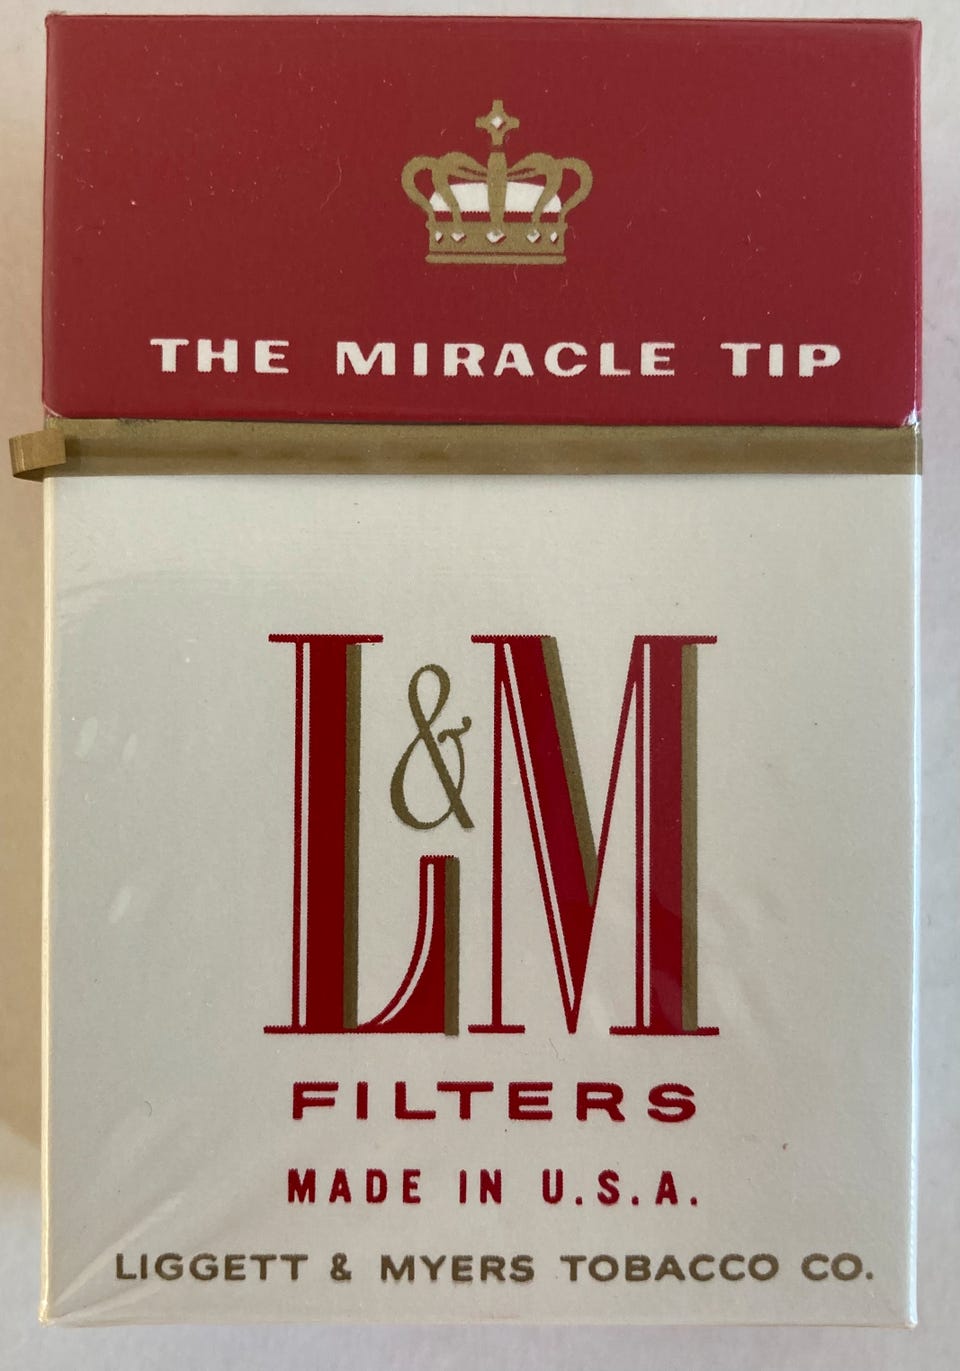 THE MIRACLE TIP
L&M
FILTERS
MADE IN U.S.A.
LIGGETT & MYERS TOBACCO CO.